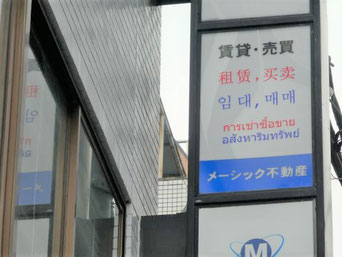 賃貸・売買
租赁，买卖
임대, 매매
การเช่าซื้อขาย
อสังหาริมทรัพย์
メーシック不動産
M